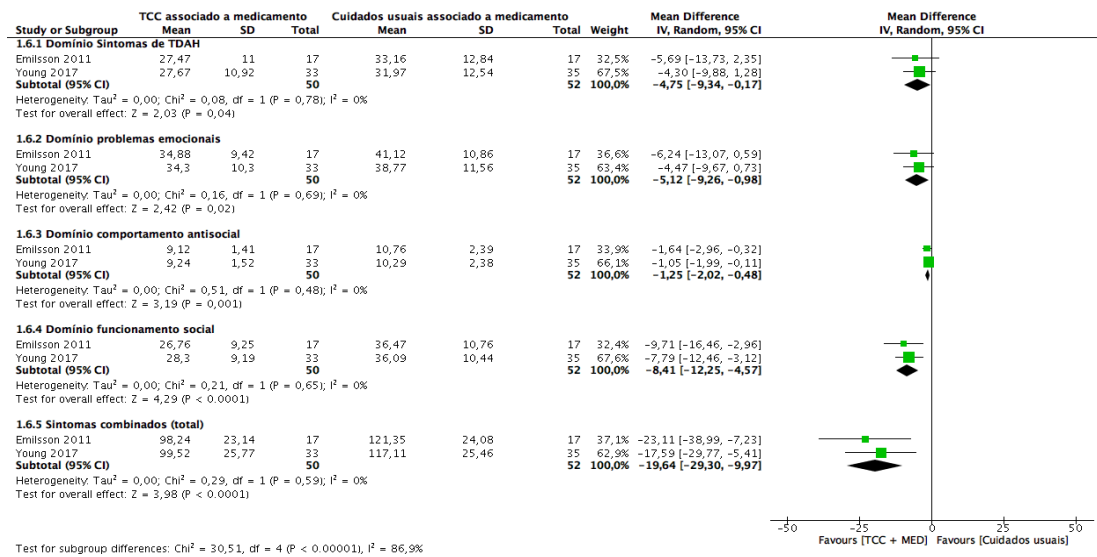 TCC associado a medicamento Cuidados usuais associado a medicamento Mean Difference Mean Difference
Study or Subgroup Mean SD Total Mean SD Total Weight IV, Random, 95% CI IV, Random, 95% CI
1.6.1 Domínio Sintomas de TDAH
Emilsson 2011 27,47 11 17 33,16 12,84 17 32,5% -5,69 [-13,73, 2,35]
Young 2017 27,67 10,92 33 31,97 12,54 35 67,5% -4,30 [-9,88, 1,28]
Subtotal (95% CI) 50 52 100,0% -4,75 [-9,34, -0,17]
Heterogeneity: Tau² = 0,00; Chi² = 0,08, df = 1 (P = 0,78); I² = 0%
Test for overall effect: Z = 2,03 (P = 0,04)
1.6.2 Domínio problemas emocionais
Emilsson 2011 34,88 9,42 17 41,12 10,86 17 36,6% -6,24 [-13,07, 0,59]
Young 2017 34,3 10,3 33 38,77 11,56 35 63,4% -4,47 [-9,67, 0,73]
Subtotal (95% CI) 50 52 100,0% -5,12 [-9,26, -0,98]
Heterogeneity: Tau² = 0,00; Chi² = 0,16, df = 1 (P = 0,69); I² = 0%
Test for overall effect: Z = 2,42 (P = 0,02)
1.6.3 Domínio comportamento antisocial
Emilsson 2011 9,12 1,41 17 10,76 2,39 17 33,9% -1,64 [-2,96, -0,32]
Young 2017 9,24 1,52 33 10,29 2,38 35 66,1% -1,05 [-1,99, -0,11]
Subtotal (95% CI) 50 52 100,0% -1,25 [-2,02, -0,48]
Heterogeneity: Tau² = 0,00; Chi² = 0,51, df = 1 (P = 0,48); I² = 0%
Test for overall effect: Z = 3,19 (P = 0,001)
1.6.4 Domínio funcionamento social
Emilsson 2011 26,76 9,25 17 36,47 10,76 17 32,4% -9,71 [-16,46, -2,96]
Young 2017 28,3 9,19 33 36,09 10,44 35 67,6% -7,79 [-12,46, -3,12]
Subtotal (95% CI) 50 52 100,0% -8,41 [-12,25, -4,57]
Heterogeneity: Tau² = 0,00; Chi² = 0,21, df = 1 (P = 0,65); I² = 0%
Test for overall effect: Z = 4,29 (P < 0.0001)
1.6.5 Sintomas combinados (total)
Emilsson 2011 98,24 23,14 17 121,35 24,08 17 37,1% -23,11 [-38,99, -7,23]
Young 2017 99,52 25,77 33 117,11 25,46 35 62,9% -17,59 [-29,77, -5,41]
Subtotal (95% CI) 50 52 100,0% -19,64 [-29,30, -9,97]
Heterogeneity: Tau² = 0,00; Chi² = 0,29, df = 1 (P = 0,59); I² = 0%
Test for overall effect: Z = 3,98 (P < 0.0001)
-50 -25 0 25 50
Favours [TCC + MED] Favours [Cuidados usuais]
Test for subgroup differences: Chi² = 30,51, df = 4 (P < 0.00001), I² = 86,9%